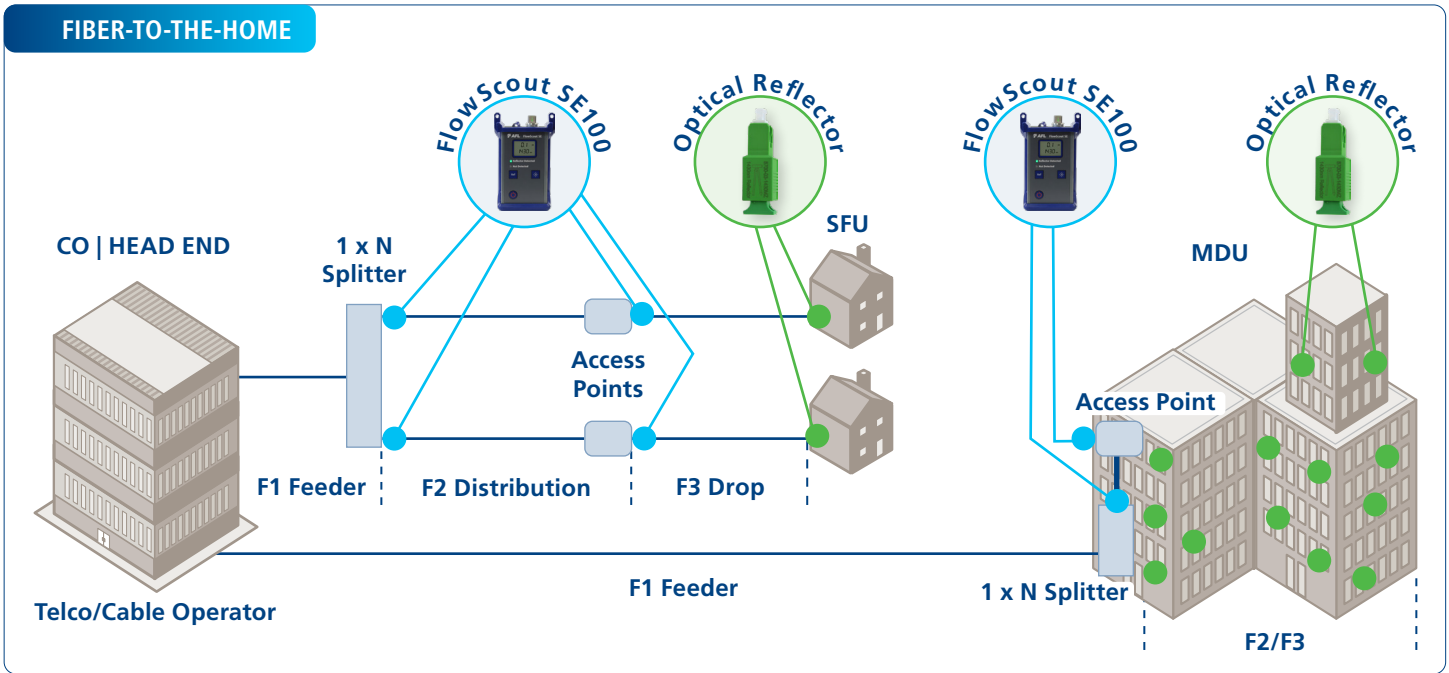 FIBER-TO-THE-HOME
FlowScout SE100
Optical Reflector
FlowScout SE100
Optical Reflector
CO | HEAD END
1 x N
Splitter
SFU
MDU
Access
Points
Access Point
F1 Feeder
F2 Distribution
F3 Drop
F1 Feeder
1 x N Splitter
Telco/Cable Operator
F2/F3